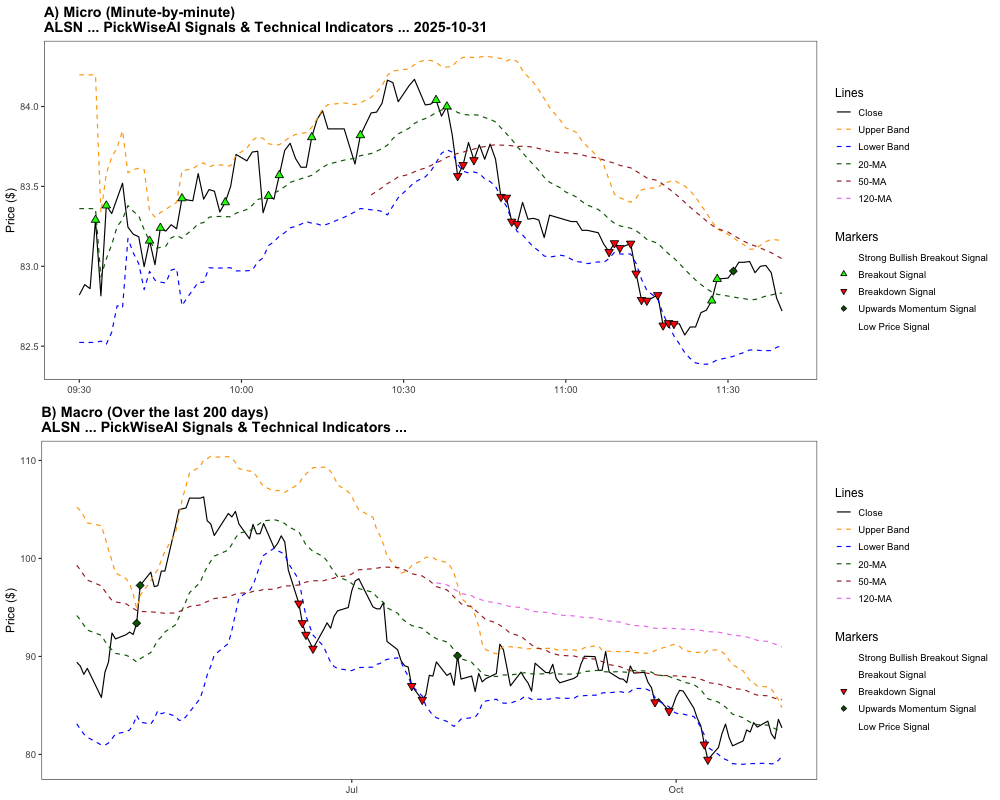 A) Micro (Minute-by-minute)
ALSN ... PickWiseAI Signals & Technical Indicators ... 2025-10-31
Price ($)
84.0
83.5
83.0
82.5
09:30
10:00
10:30
11:00
11:30
Lines
Close
Upper Band
Lower Band
20-MA
50-MA
120-MA
Markers
Strong Bullish Breakout Signal
Breakout Signal
Breakdown Signal
Upwards Momentum Signal
Low Price Signal
B) Macro (Over the last 200 days)
ALSN ... PickWiseAI Signals & Technical Indicators ...
Price ($)
110
100
90
80
Jul
Oct
Lines
Close
Upper Band
Lower Band
20-MA
50-MA
120-MA
Markers
Strong Bullish Breakout Signal
Breakout Signal
Breakdown Signal
Upwards Momentum Signal
Low Price Signal